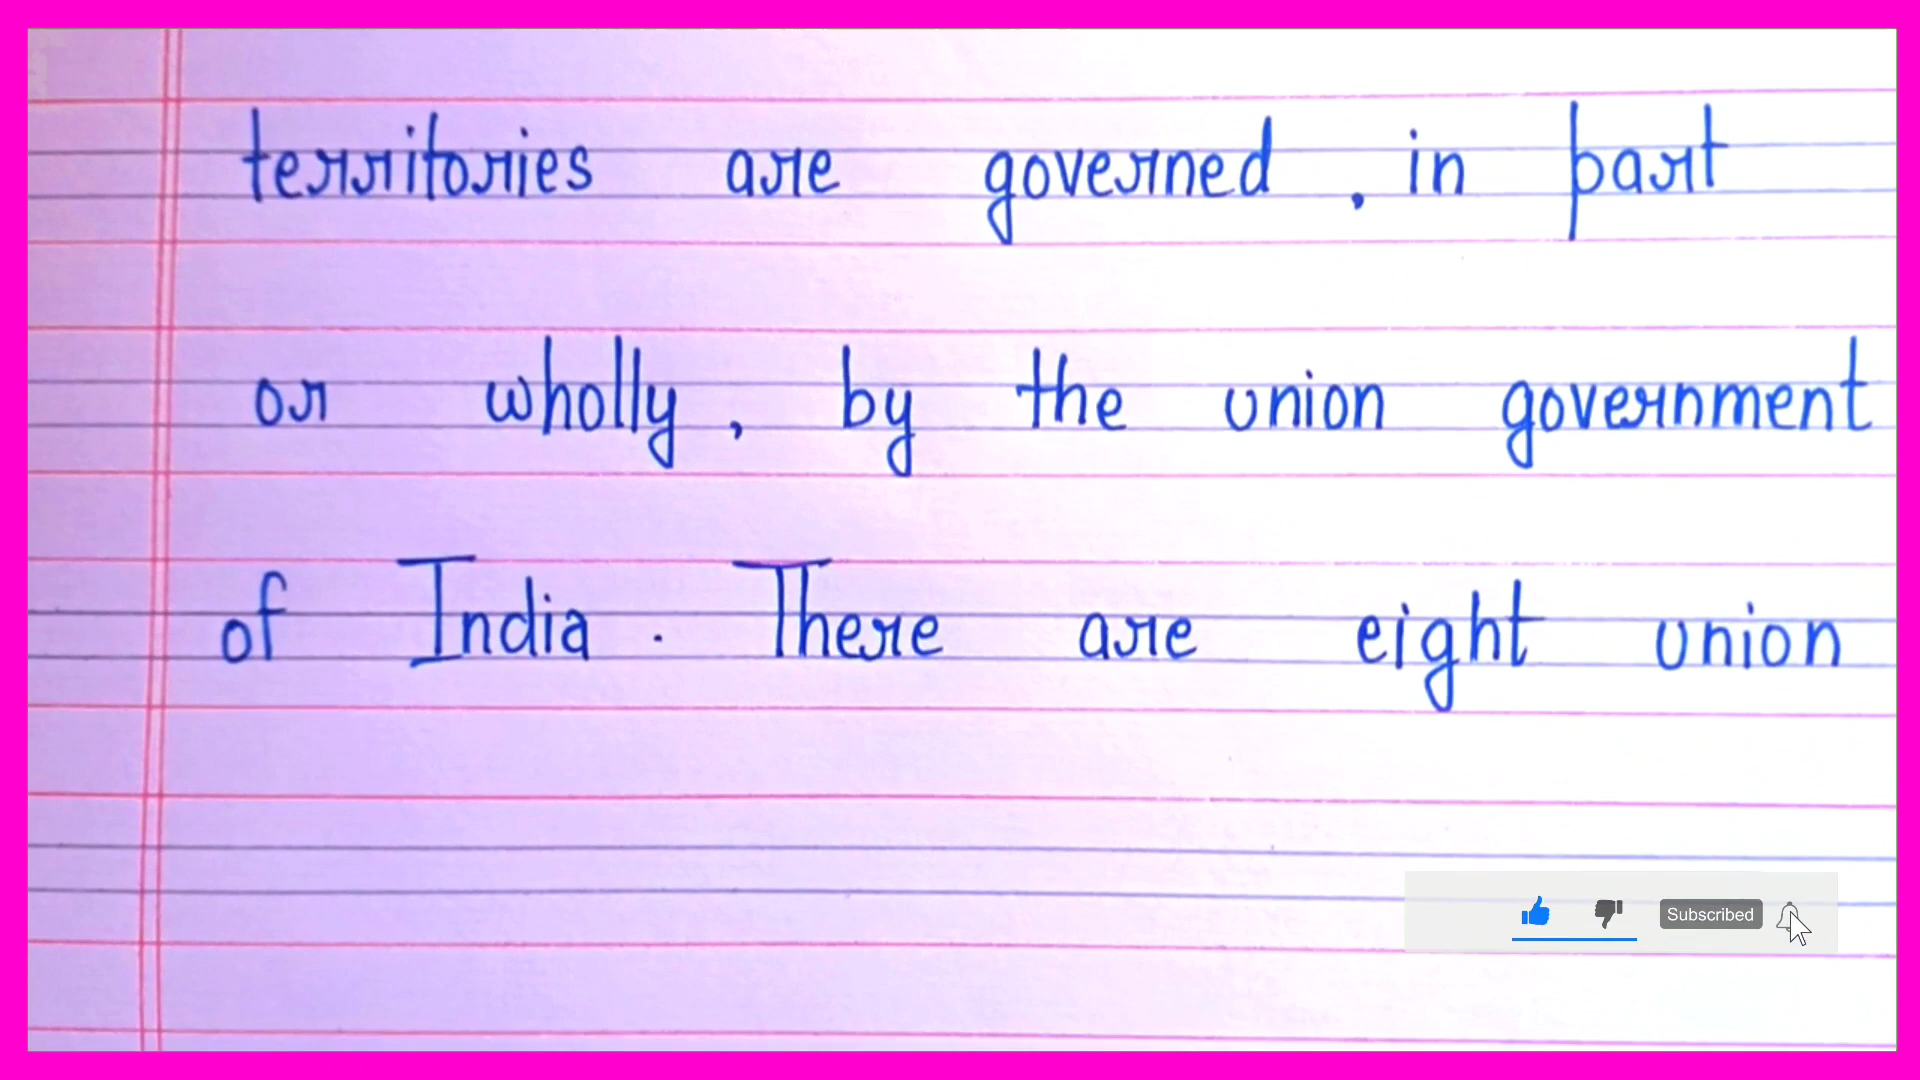 territories are governed , in part
or wholly , by the union government
of India . There are eight union
Subscribed